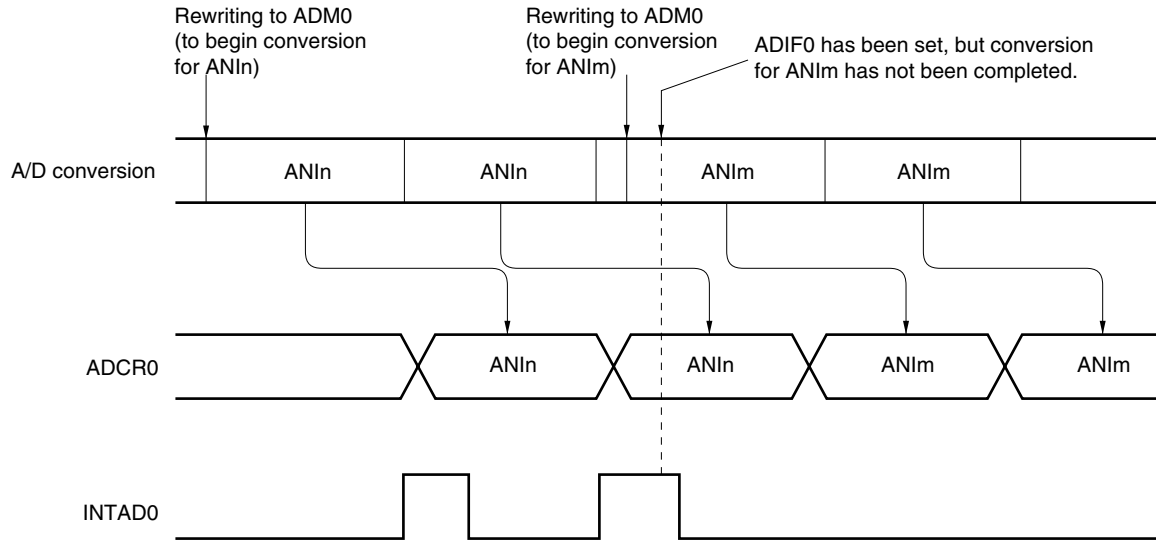 Rewriting to ADM0
(to begin conversion
for ANIn)
Rewriting to ADM0
(to begin conversion
for ANIm)
ADIF0 has been set, but conversion
for ANIm has not been completed.
A/D conversion
ANIn
ANIn
ANIm
ANIm
ADCR0
ANIn
ANIn
ANIm
ANIm
INTAD0